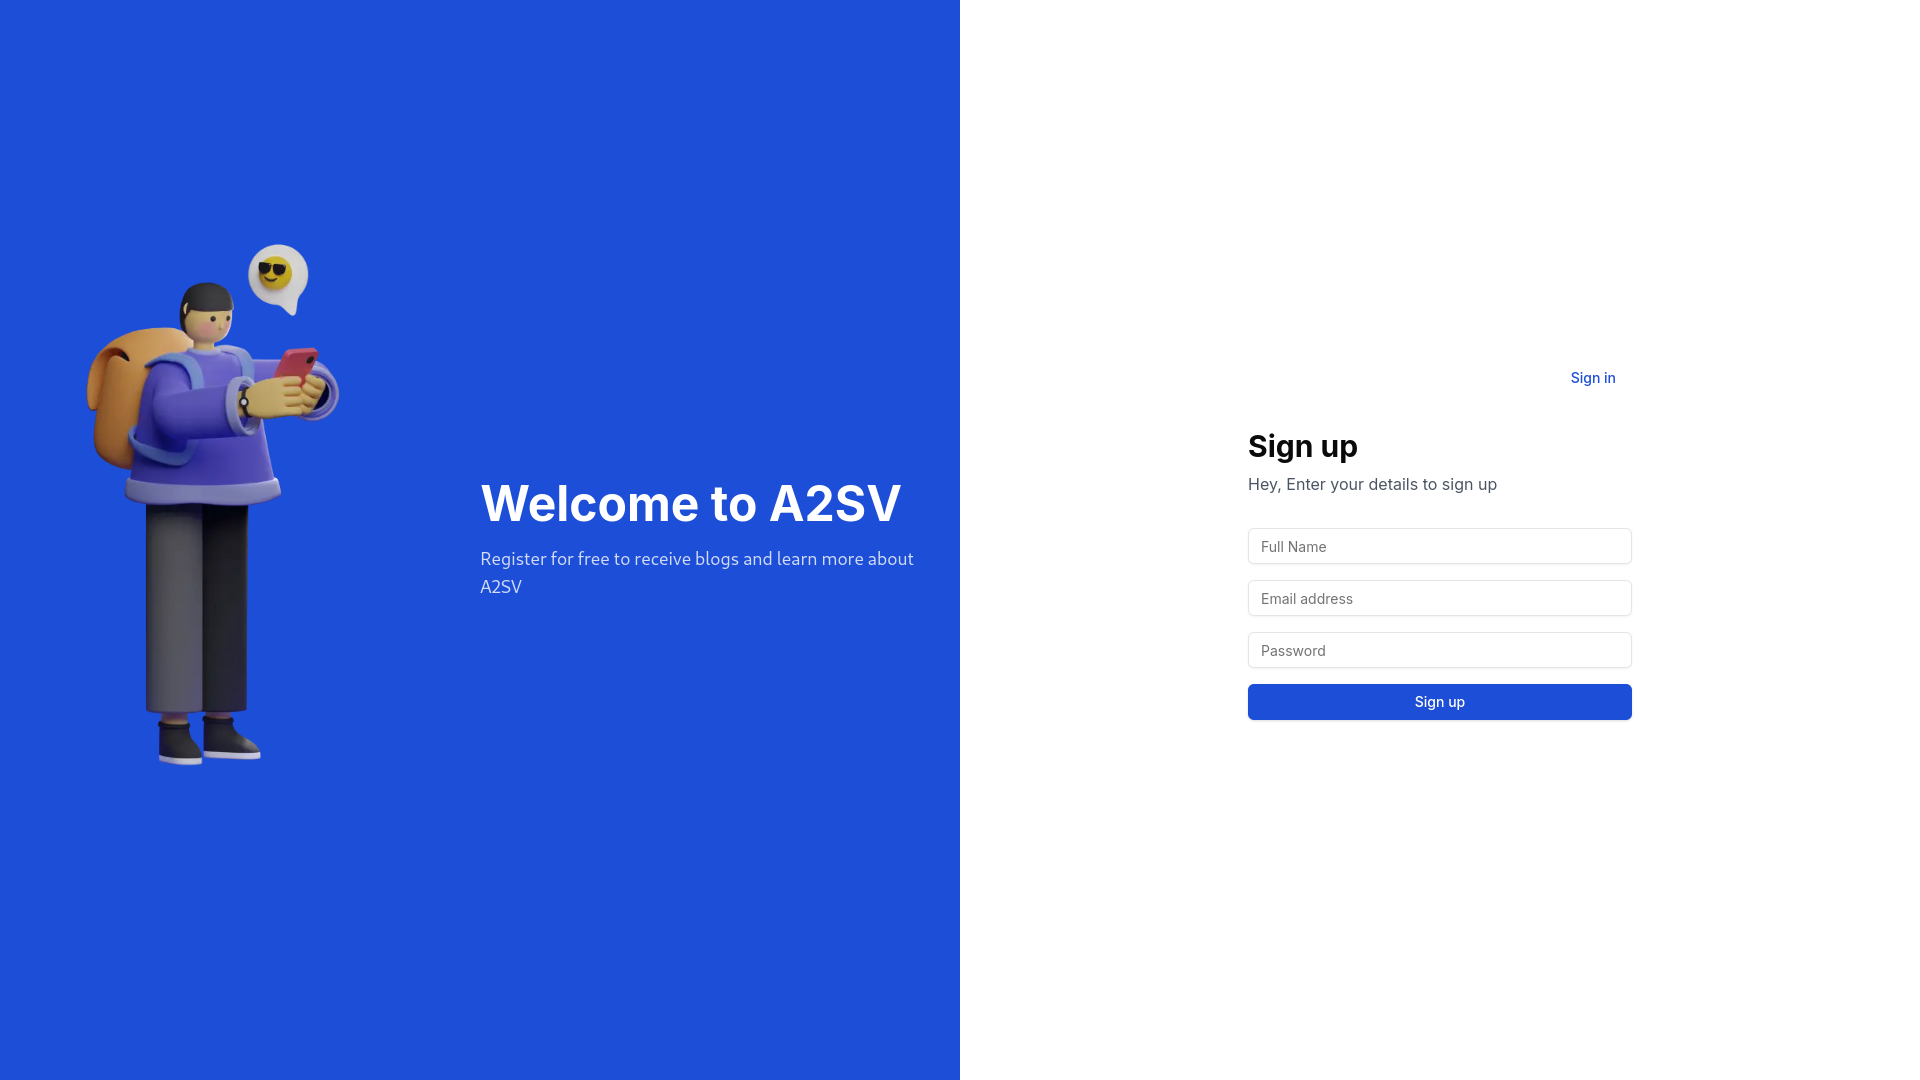 Welcome to A2SV
Register for free to receive blogs and learn more about
A2SV
Sign in
Sign up
Hey, Enter your details to sign up
Full Name
Email address
Password
Sign up